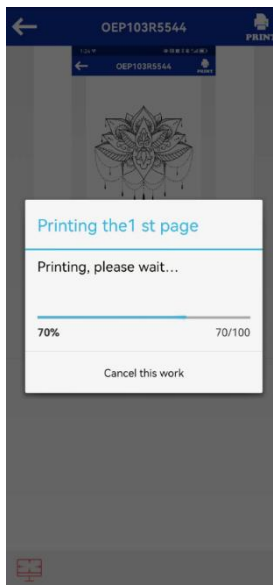 OEP103R5544
PRINT
OEP103R5544
PRINT
Printing the1 st page
Printing, please wait…
70%
70/100
Cancel this work